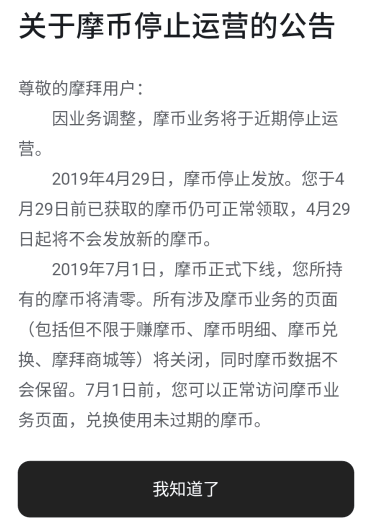 关于摩币停止运营的公告
尊敬的摩拜用户：
因业务调整，摩币业务将于近期停止运
营。
2019年4月29日，摩币停止发放。您于4
月29日前已获取的摩币仍可正常领取，4月29
日起将不会发放新的摩币。
2019年7月1日，摩币正式下线，您所持
有的摩币将清零。所有涉及摩币业务的页面
（包括但不限于赚摩币、摩币明细、摩币兑
换、摩拜商城等）将关闭，同时摩币数据不
会保留。7月1日前，您可以正常访问摩币业
务页面，兑换使用未过期的摩币。
我知道了